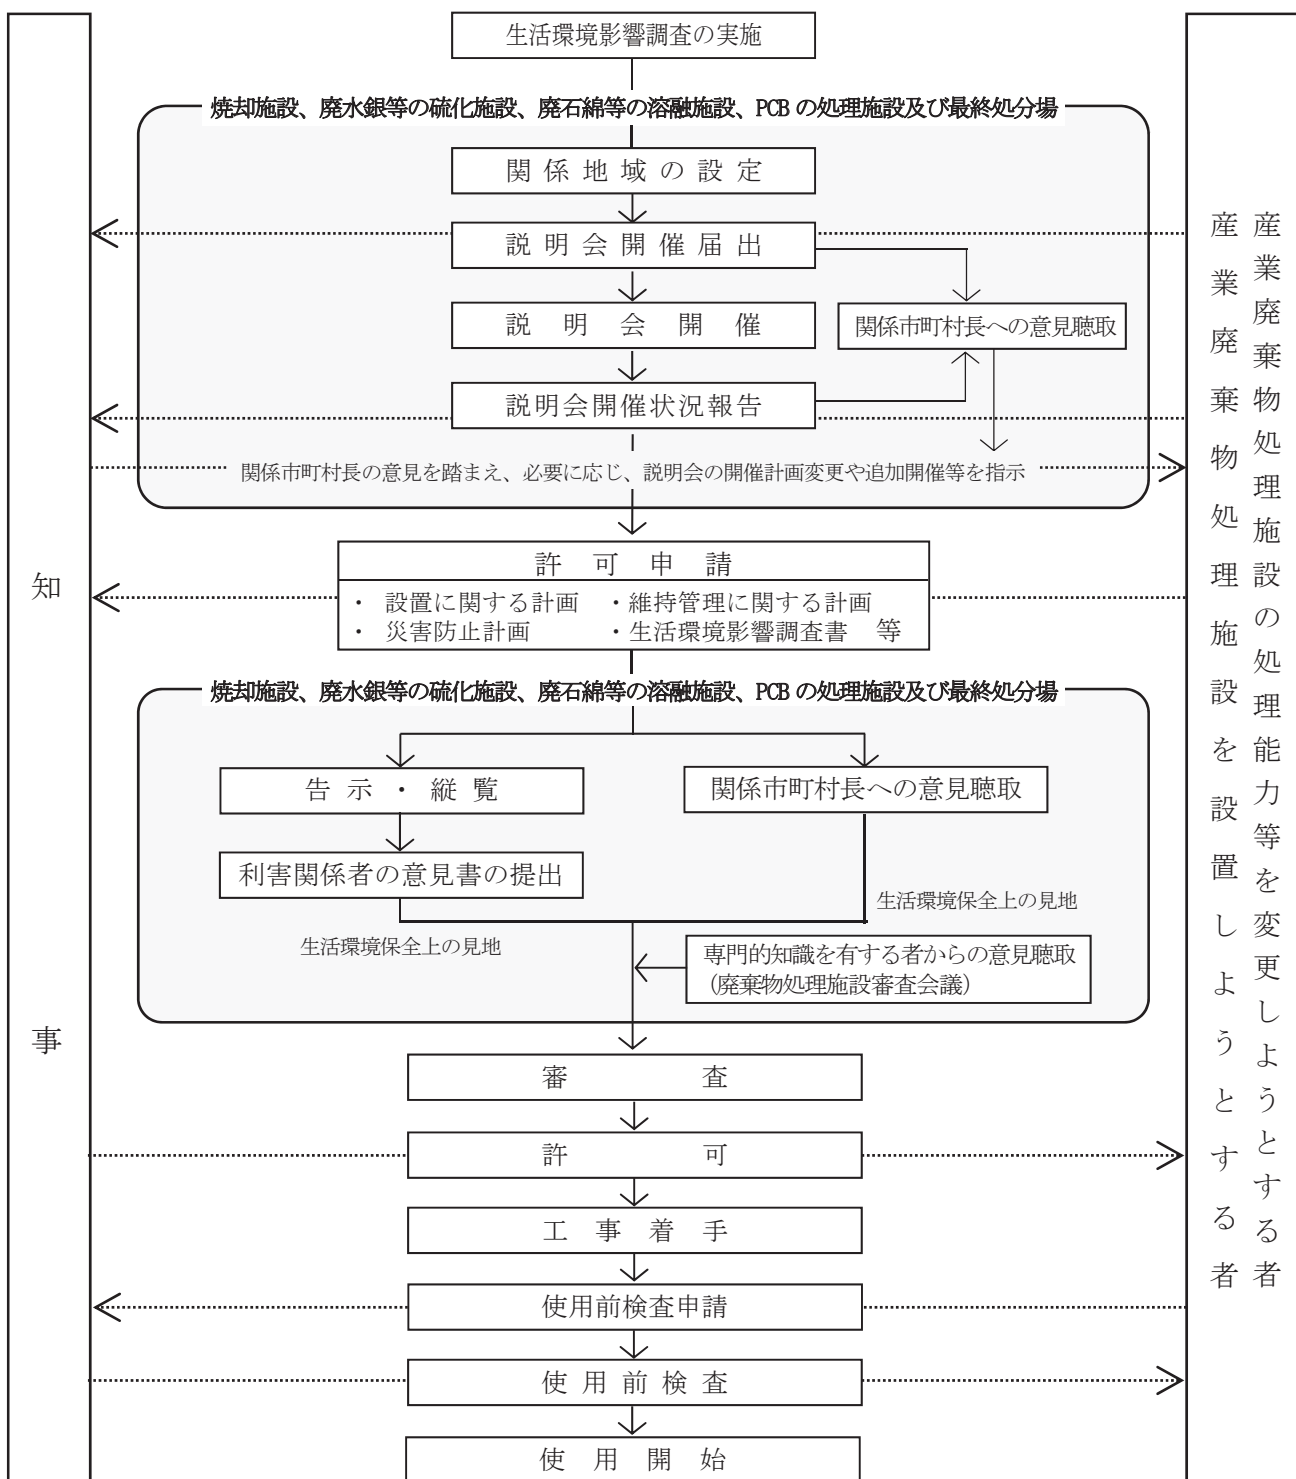 生活環境影響調査の実施
焼却施設、廃水銀等の硫化施設、廃石綿等の溶融施設、PCBの処理施設及び最終処分場
関係地域の設定
説明会開催届出
説明会開催
関係市町村長への意見聴取
説明会開催状況報告
関係市町村長の意見を踏まえ、必要に応じ、説明会の開催計画変更や追加開催等を指示
許可申請
・ 設置に関する計画 ・維持管理に関する計画
・ 災害防止計画 ・生活環境影響調査書 等
焼却施設、廃水銀等の硫化施設、廃石綿等の溶融施設、PCBの処理施設及び最終処分場
告示・縦覧
関係市町村長への意見聴取
利害関係者の意見書の提出
生活環境保全上の見地
生活環境保全上の見地
専門的知識を有する者からの意見聴取
(廃棄物処理施設審査会議)
審査
許可
工事着手
使用前検査申請
使用前検査
使用開始
知事
産業廃棄物処理施設の処理能力等を変更しようとする者
産業廃棄物処理施設を設置しようとする者